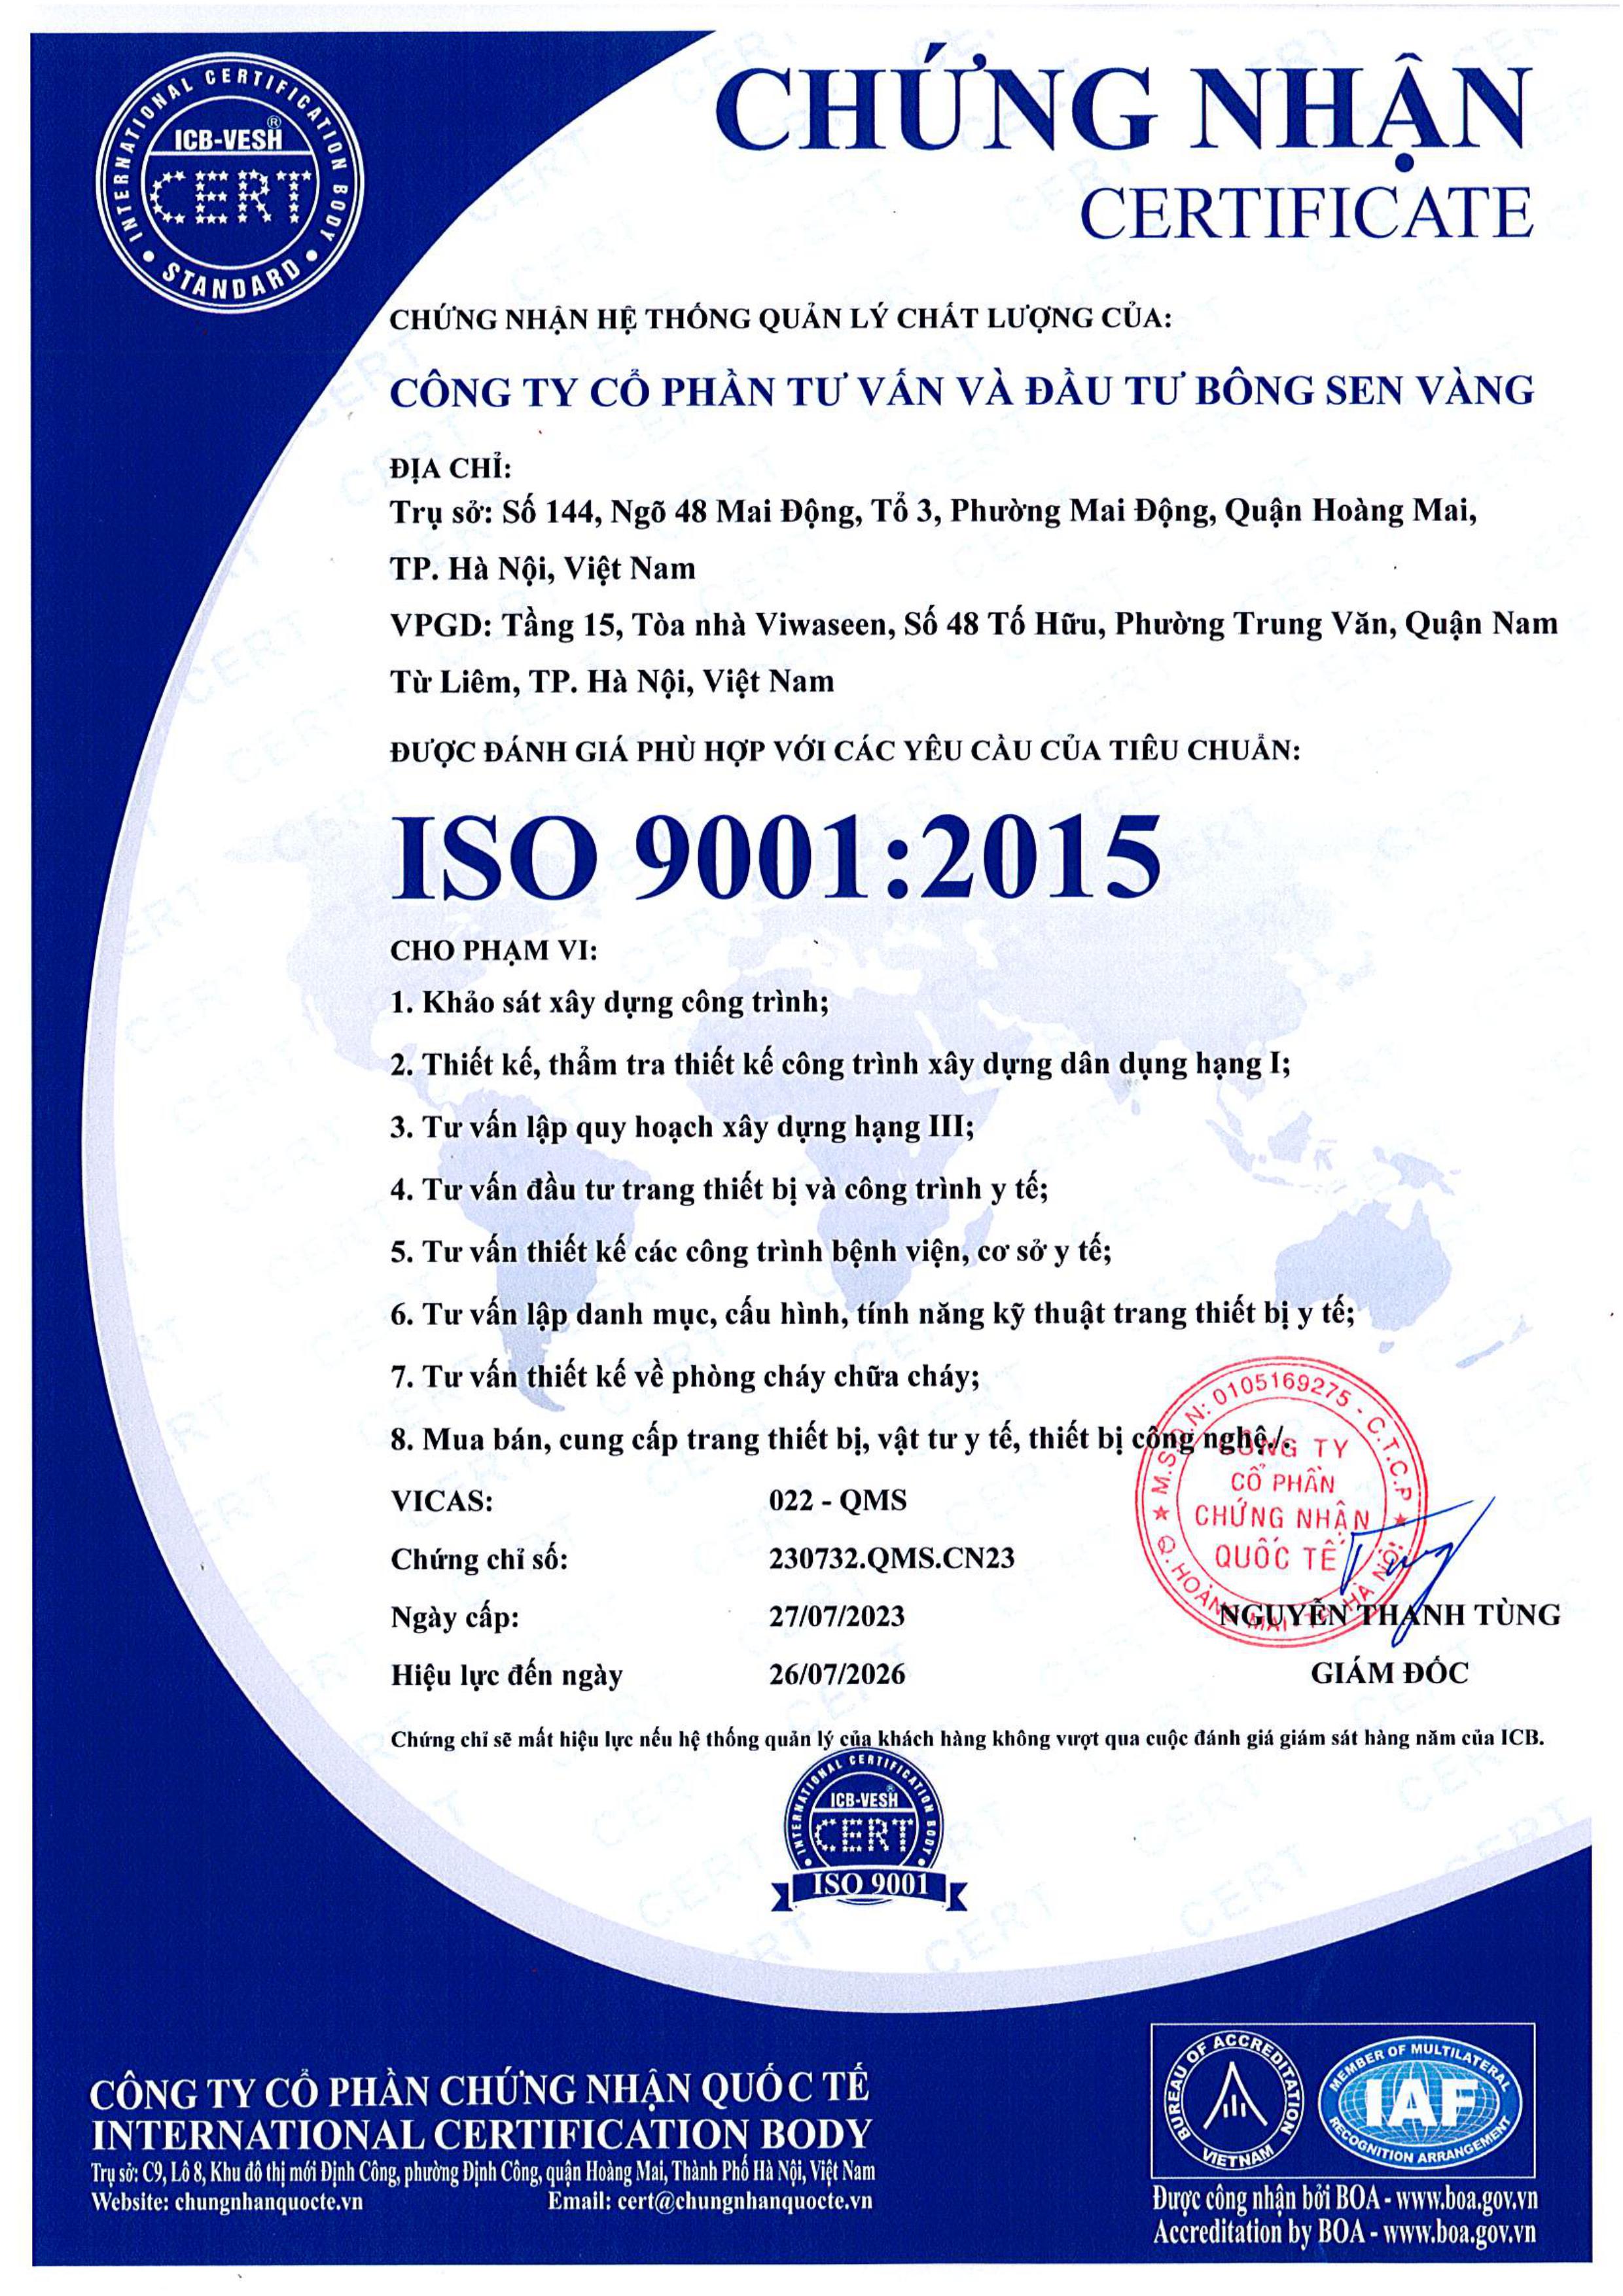 INTERNATIONAL CERTIFICATION BODY
ICB-VESH®
CERT
STANDARD
CHỨNG NHẬN
CERTIFICATE
CHỨNG NHẬN HỆ THỐNG QUẢN LÝ CHẤT LƯỢNG CỦA:
CÔNG TY CỔ PHẦN TƯ VẤN VÀ ĐẦU TƯ BÔNG SEN VÀNG
ĐỊA CHỈ:
Trụ sở: Số 144, Ngõ 48 Mai Động, Tổ 3, Phường Mai Động, Quận Hoàng Mai,
TP. Hà Nội, Việt Nam
VPGD: Tầng 15, Tòa nhà Viwaseen, Số 48 Tố Hữu, Phường Trung Văn, Quận Nam
Từ Liêm, TP. Hà Nội, Việt Nam
ĐƯỢC ĐÁNH GIÁ PHÙ HỢP VỚI CÁC YÊU CẦU CỦA TIÊU CHUẨN:
ISO 9001:2015
CHO PHẠM VI:
1. Khảo sát xây dựng công trình;
2. Thiết kế, thẩm tra thiết kế công trình xây dựng dân dụng hạng I;
3. Tư vấn lập quy hoạch xây dựng hạng III;
4. Tư vấn đầu tư trang thiết bị và công trình y tế;
5. Tư vấn thiết kế các công trình bệnh viện, cơ sở y tế;
6. Tư vấn lập danh mục, cấu hình, tính năng kỹ thuật trang thiết bị y tế;
7. Tư vấn thiết kế về phòng cháy chữa cháy;
8. Mua bán, cung cấp trang thiết bị, vật tư y tế, thiết bị công nghệ./.
M.S.D.N: 0105169275 - C.T.C.P
CÔNG TY
CỔ PHẦN
CHỨNG NHẬN
QUỐC TẾ
Q. HOÀNG MAI - TP. HÀ NỘI
VICAS: 022 - QMS
Chứng chỉ số: 230732.QMS.CN23
Ngày cấp: 27/07/2023
NGUYỄN THANH TÙNG
Hiệu lực đến ngày 26/07/2026
GIÁM ĐỐC
Chứng chỉ sẽ mất hiệu lực nếu hệ thống quản lý của khách hàng không vượt qua cuộc đánh giá giám sát hàng năm của ICB.
INTERNATIONAL CERTIFICATION BODY
ICB-VESH®
CERT
ISO 9001
CÔNG TY CỔ PHẦN CHỨNG NHẬN QUỐC TẾ
INTERNATIONAL CERTIFICATION BODY
Trụ sở: C9, Lô 8, Khu đô thị mới Định Công, phường Định Công, quận Hoàng Mai, Thành Phố Hà Nội, Việt Nam
Website: chungnhanquocte.vn Email: cert@chungnhanquocte.vn
BUREAU OF ACCREDITATION
VIETNAM
MEMBER OF MULTILATERAL
IAF
RECOGNITION ARRANGEMENT
Được công nhận bởi BOA - www.boa.gov.vn
Accreditation by BOA - www.boa.gov.vn